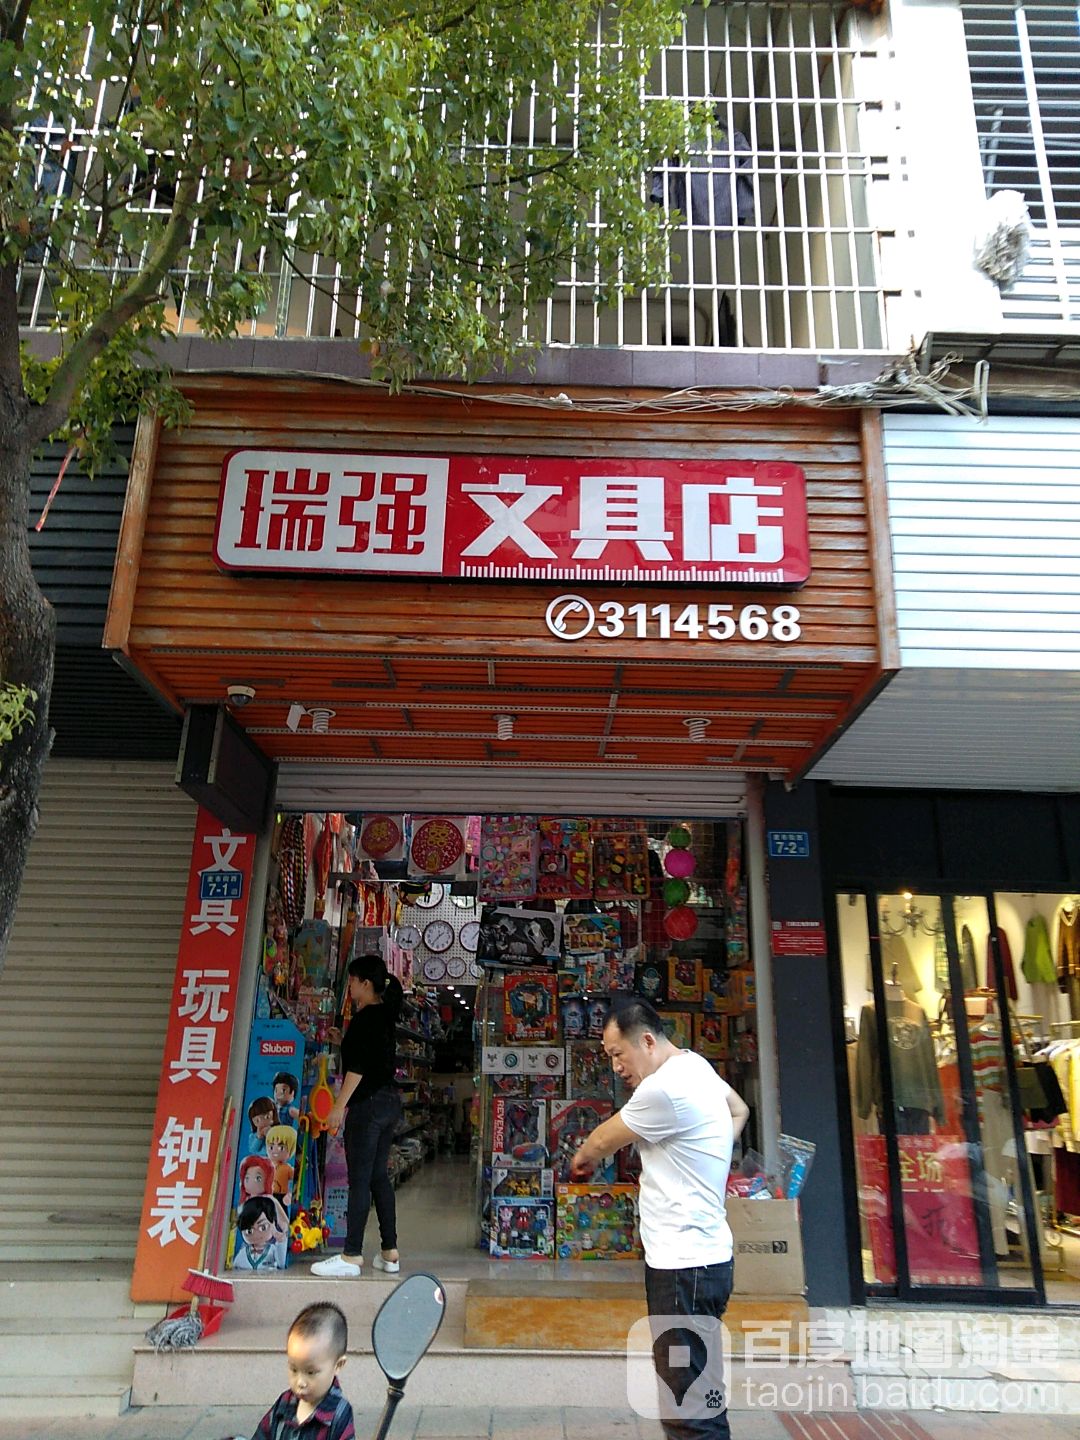 瑞强文具店
3114568
文具 玩具 钟表
7-1
7-2
Sluban
REVENGE
全场
百度地图淘金
taojin.baidu.com